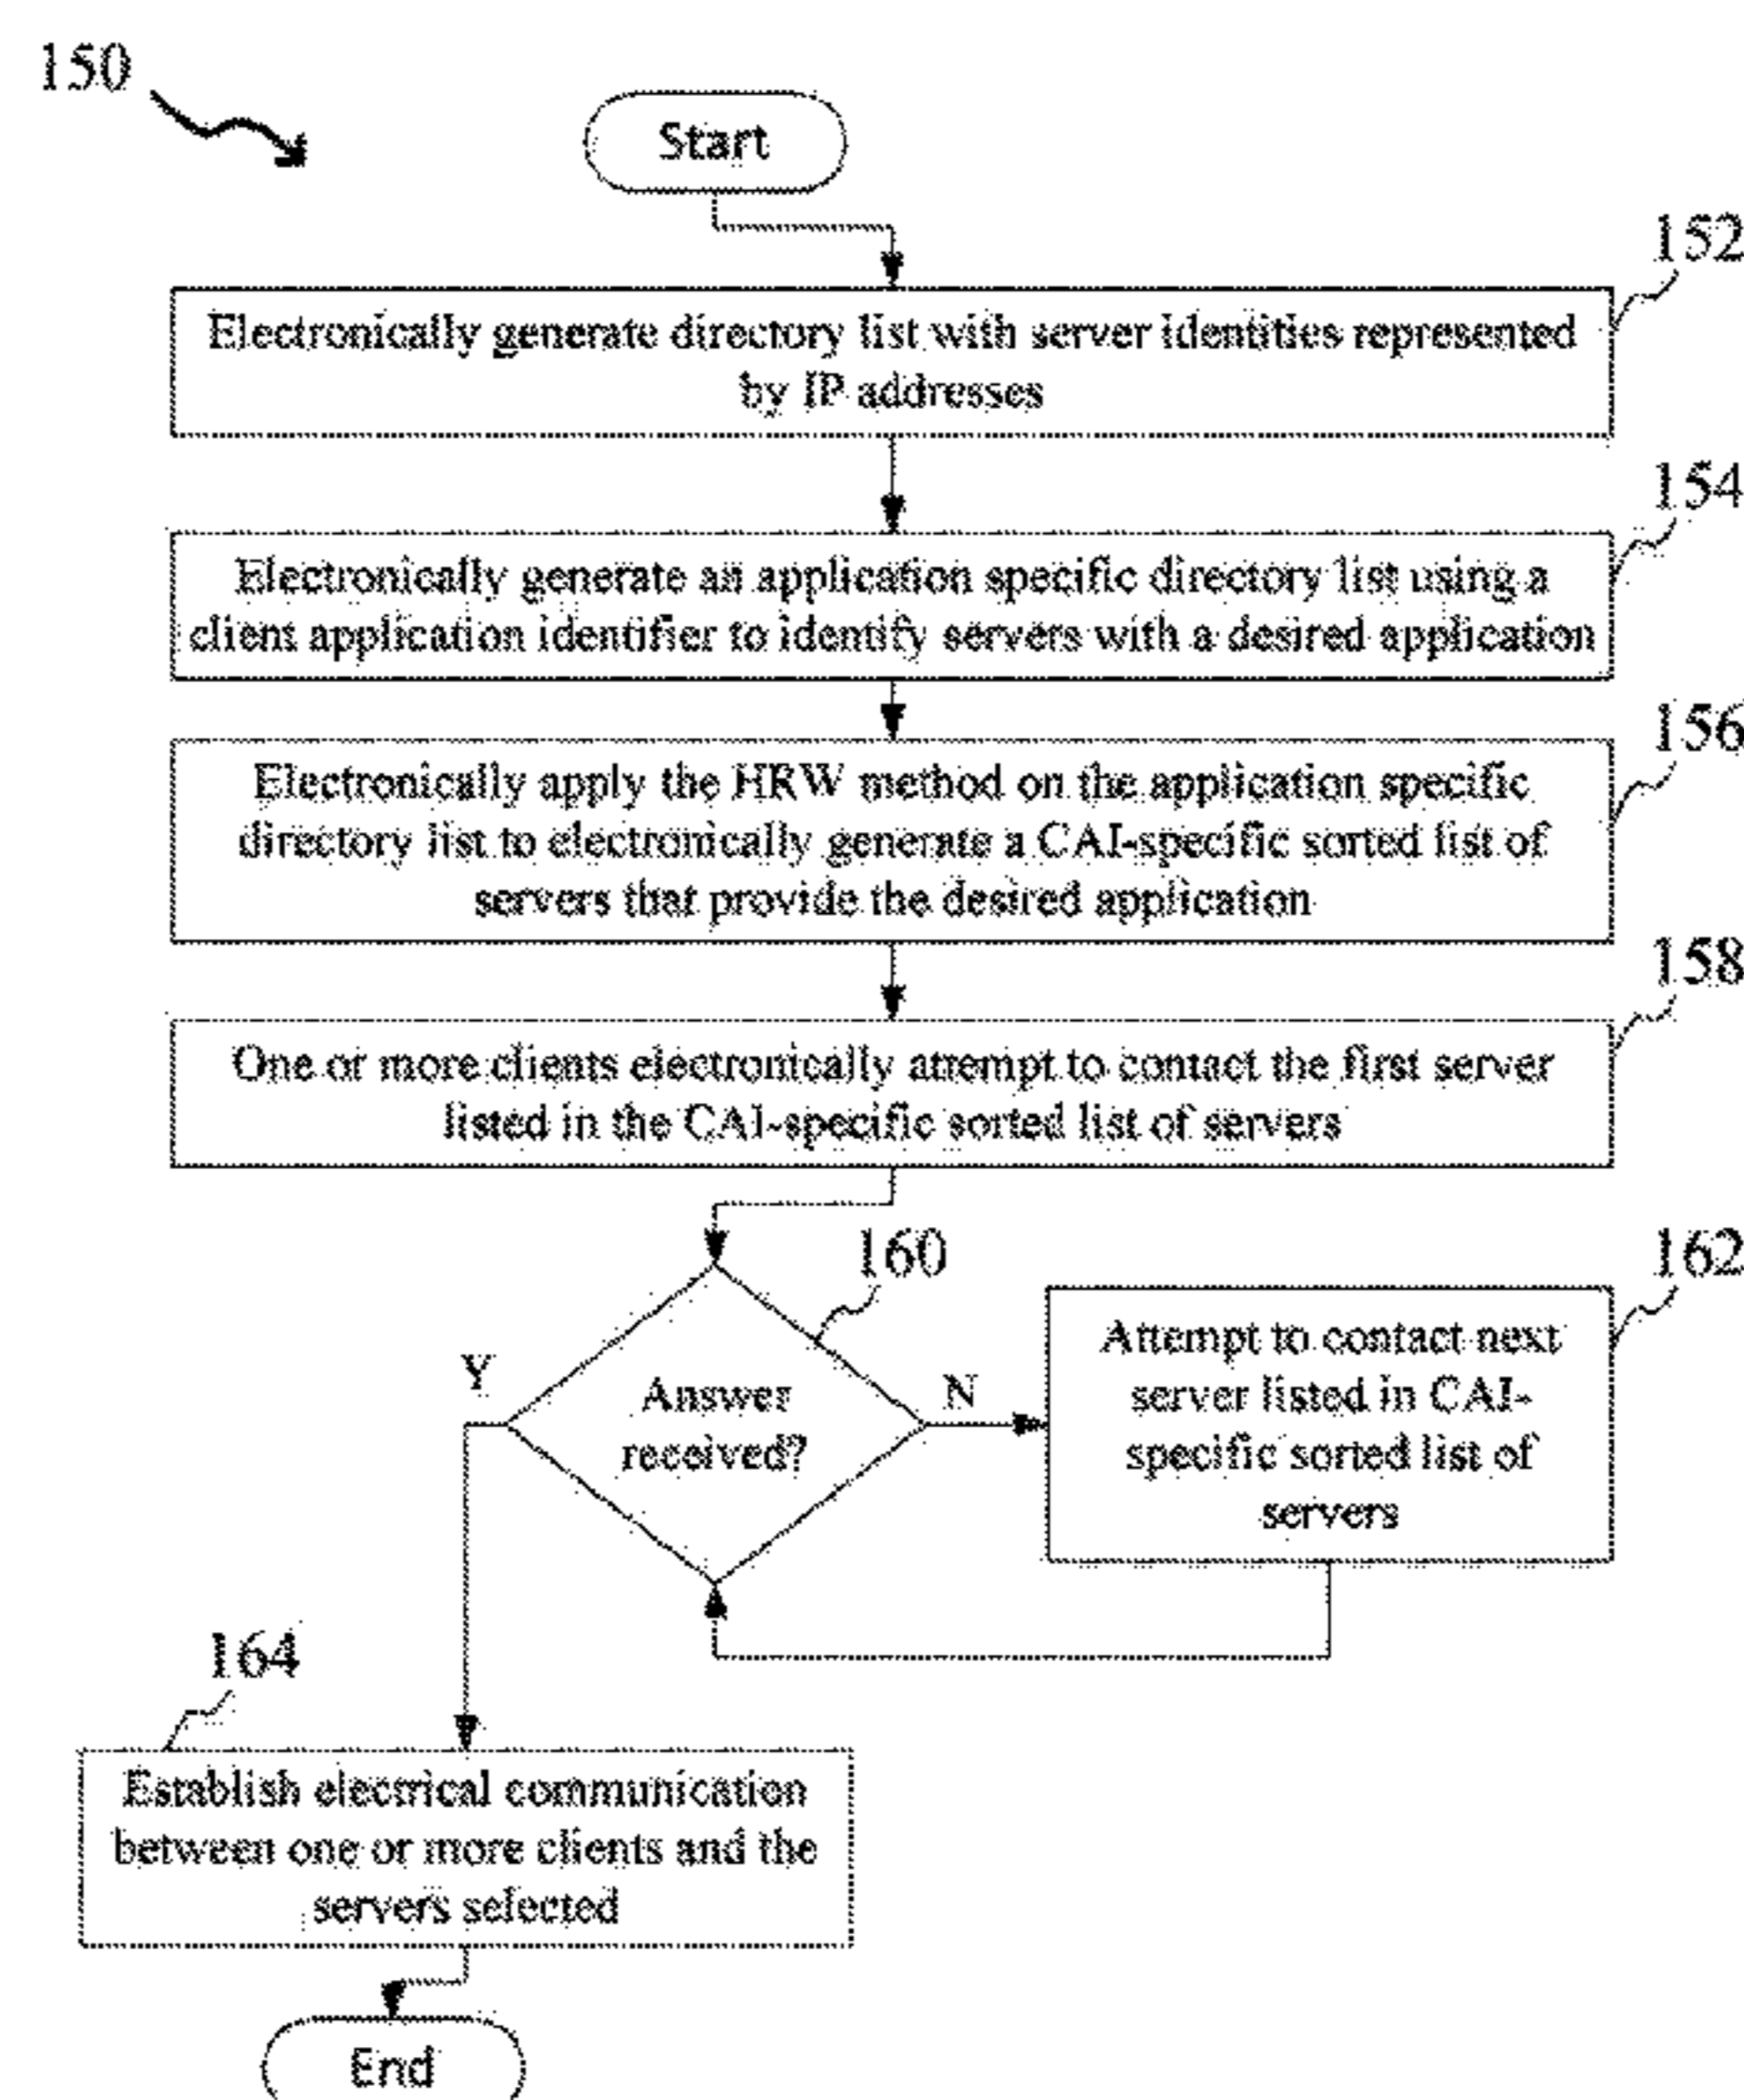 150
Start
152
Electronically generate directory list with server identities represented
by IP addresses
154
Electronically generate an application specific directory list using a
client application identifier to identify servers with a desired application
156
Electronically apply the HRW method on the application specific
directory list to electronically generate a CAI-specific sorted list of
servers that provide the desired application
158
One or more clients electronically attempt to contact the first server
listed in the CAI-specific sorted list of servers
160
162
Y
Answer
received?
N
Attempt to contact next
server listed in CAI-
specific sorted list of
servers
164
Establish electrical communication
between one or more clients and the
servers selected
End